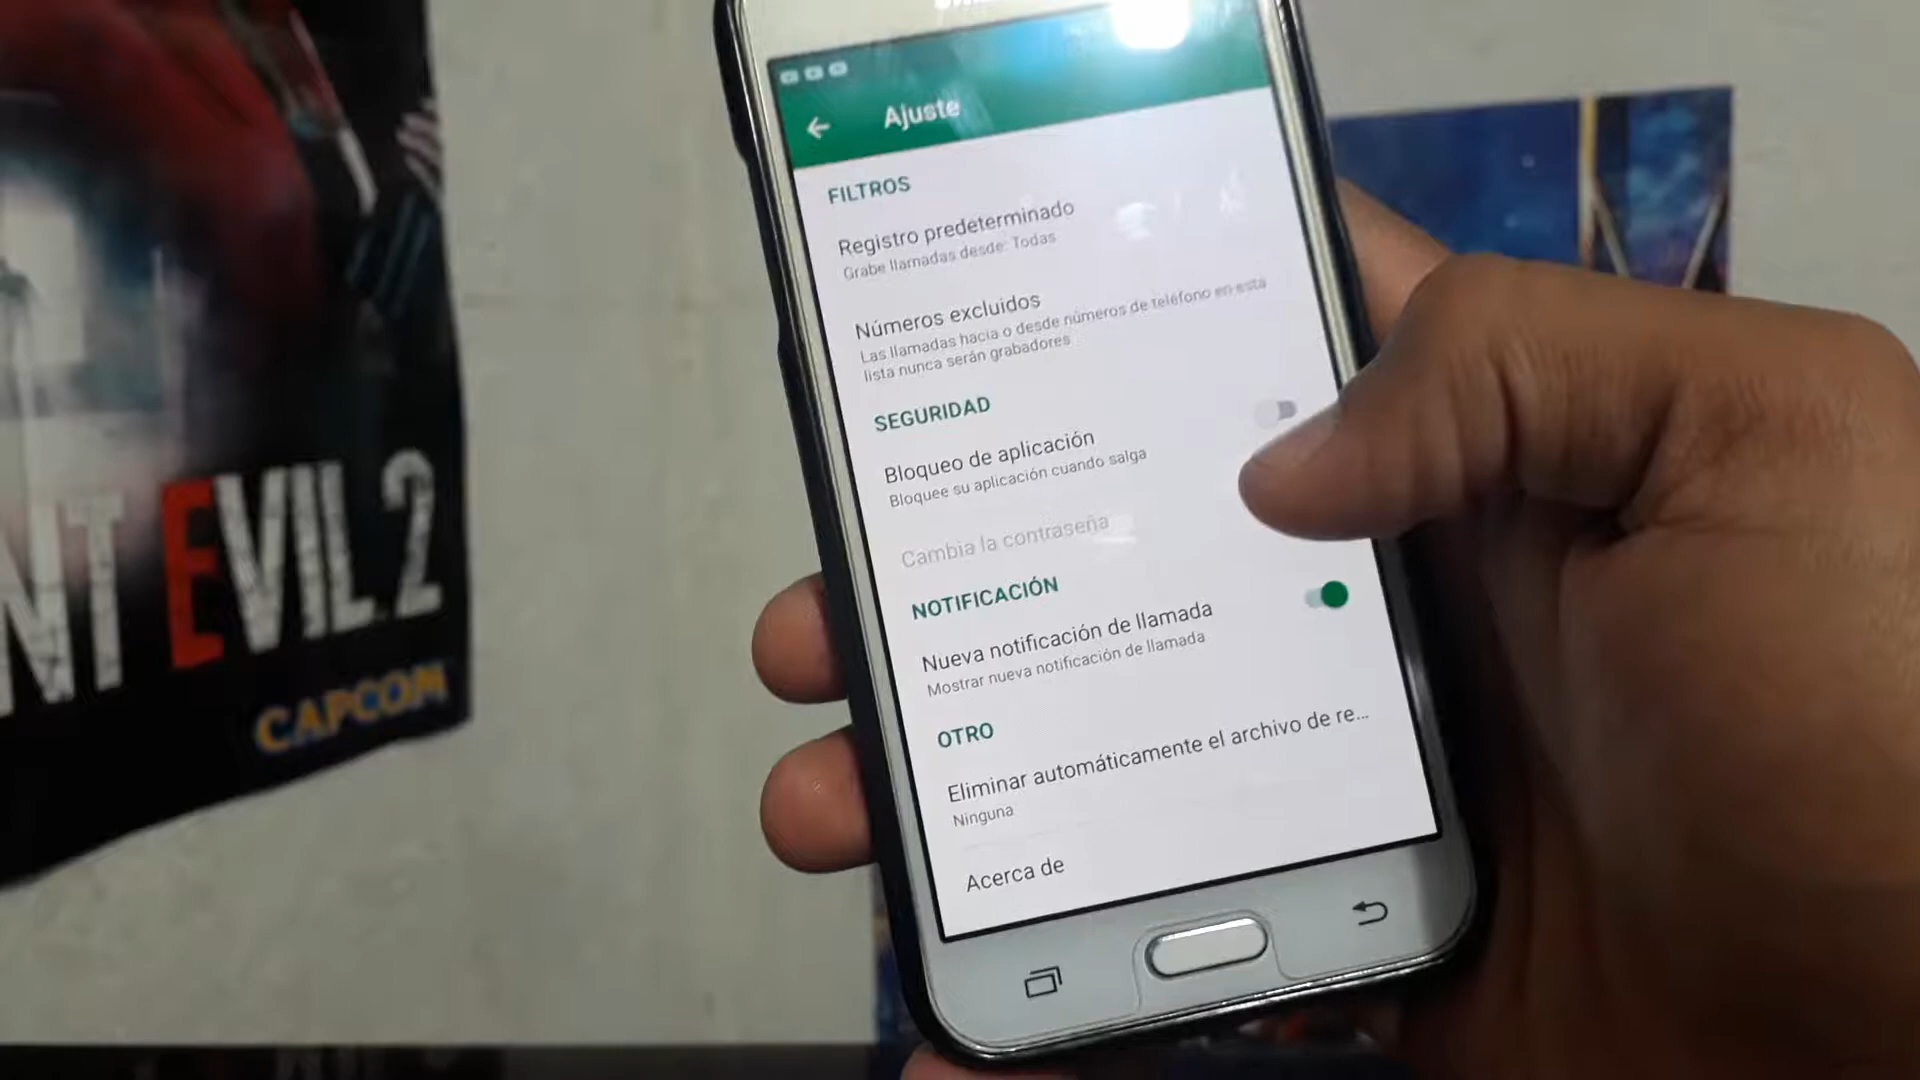 Ajuste
FILTROS
Registro predeterminado
Grabe llamadas desde: Todas
Números excluidos
Las llamadas hacia o desde números de teléfono en esta
lista nunca serán grabadores
SEGURIDAD
Bloqueo de aplicación
Bloquee su aplicación cuando salga
Cambia la contraseña
NOTIFICACIÓN
Nueva notificación de llamada
Mostrar nueva notificación de llamada
OTRO
Eliminar automáticamente el archivo de re...
Ninguna
Acerca de
NT EVIL 2
CAPCOM